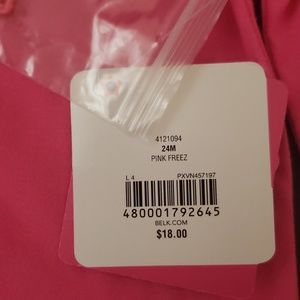 4121094
24M
PINK FREEZ
L 4 PXVN457197
480001792645
BELK.COM
$18.00